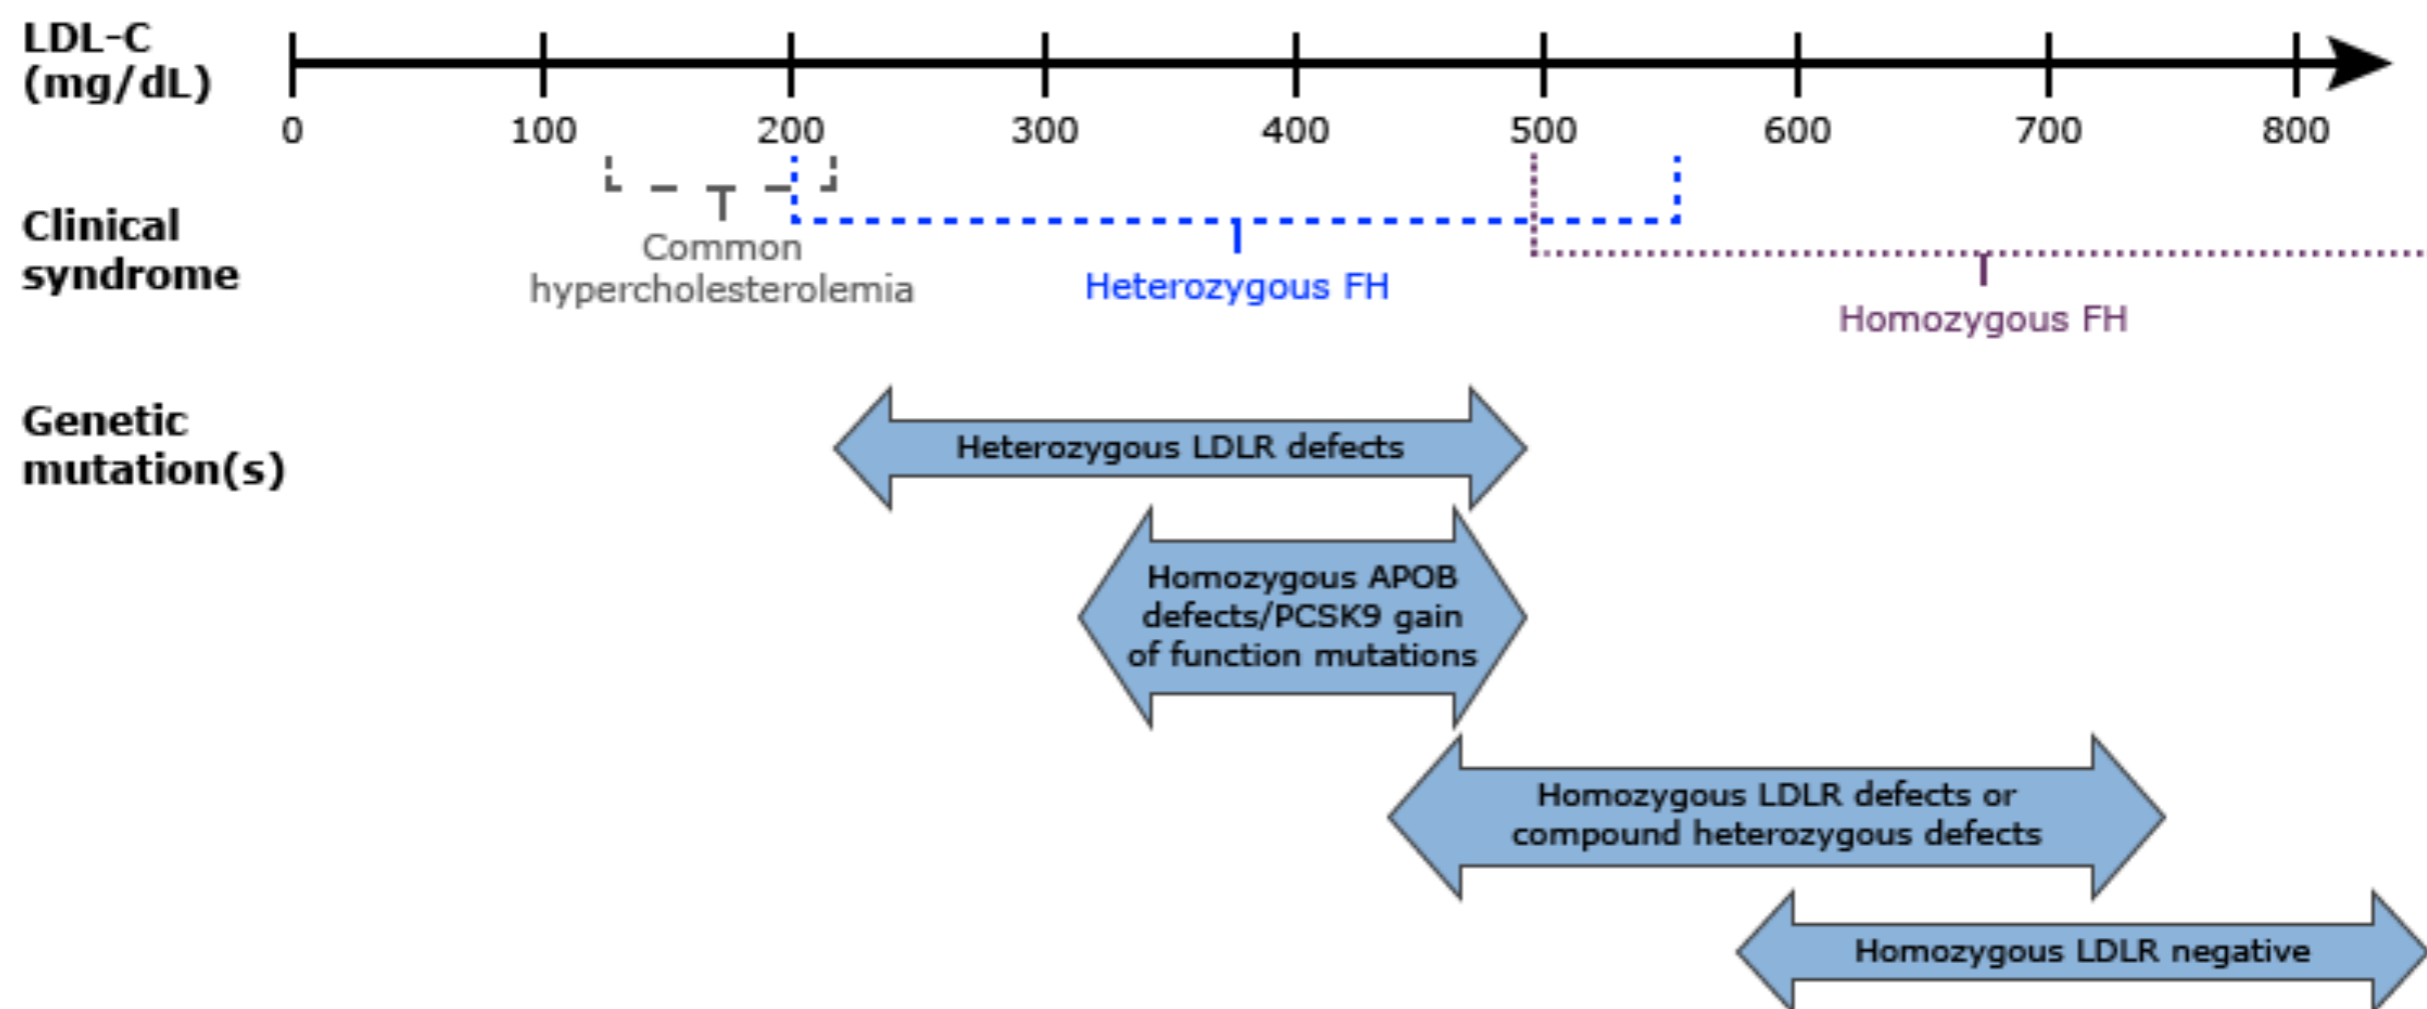 LDL-C
(mg/dL)
0 100 200 300 400 500 600 700 800
Clinical
syndrome
Common
hypercholesterolemia
Heterozygous FH
Homozygous FH
Genetic
mutation(s)
Heterozygous LDLR defects
Homozygous APOB
defects/PCSK9 gain
of function mutations
Homozygous LDLR defects or
compound heterozygous defects
Homozygous LDLR negative